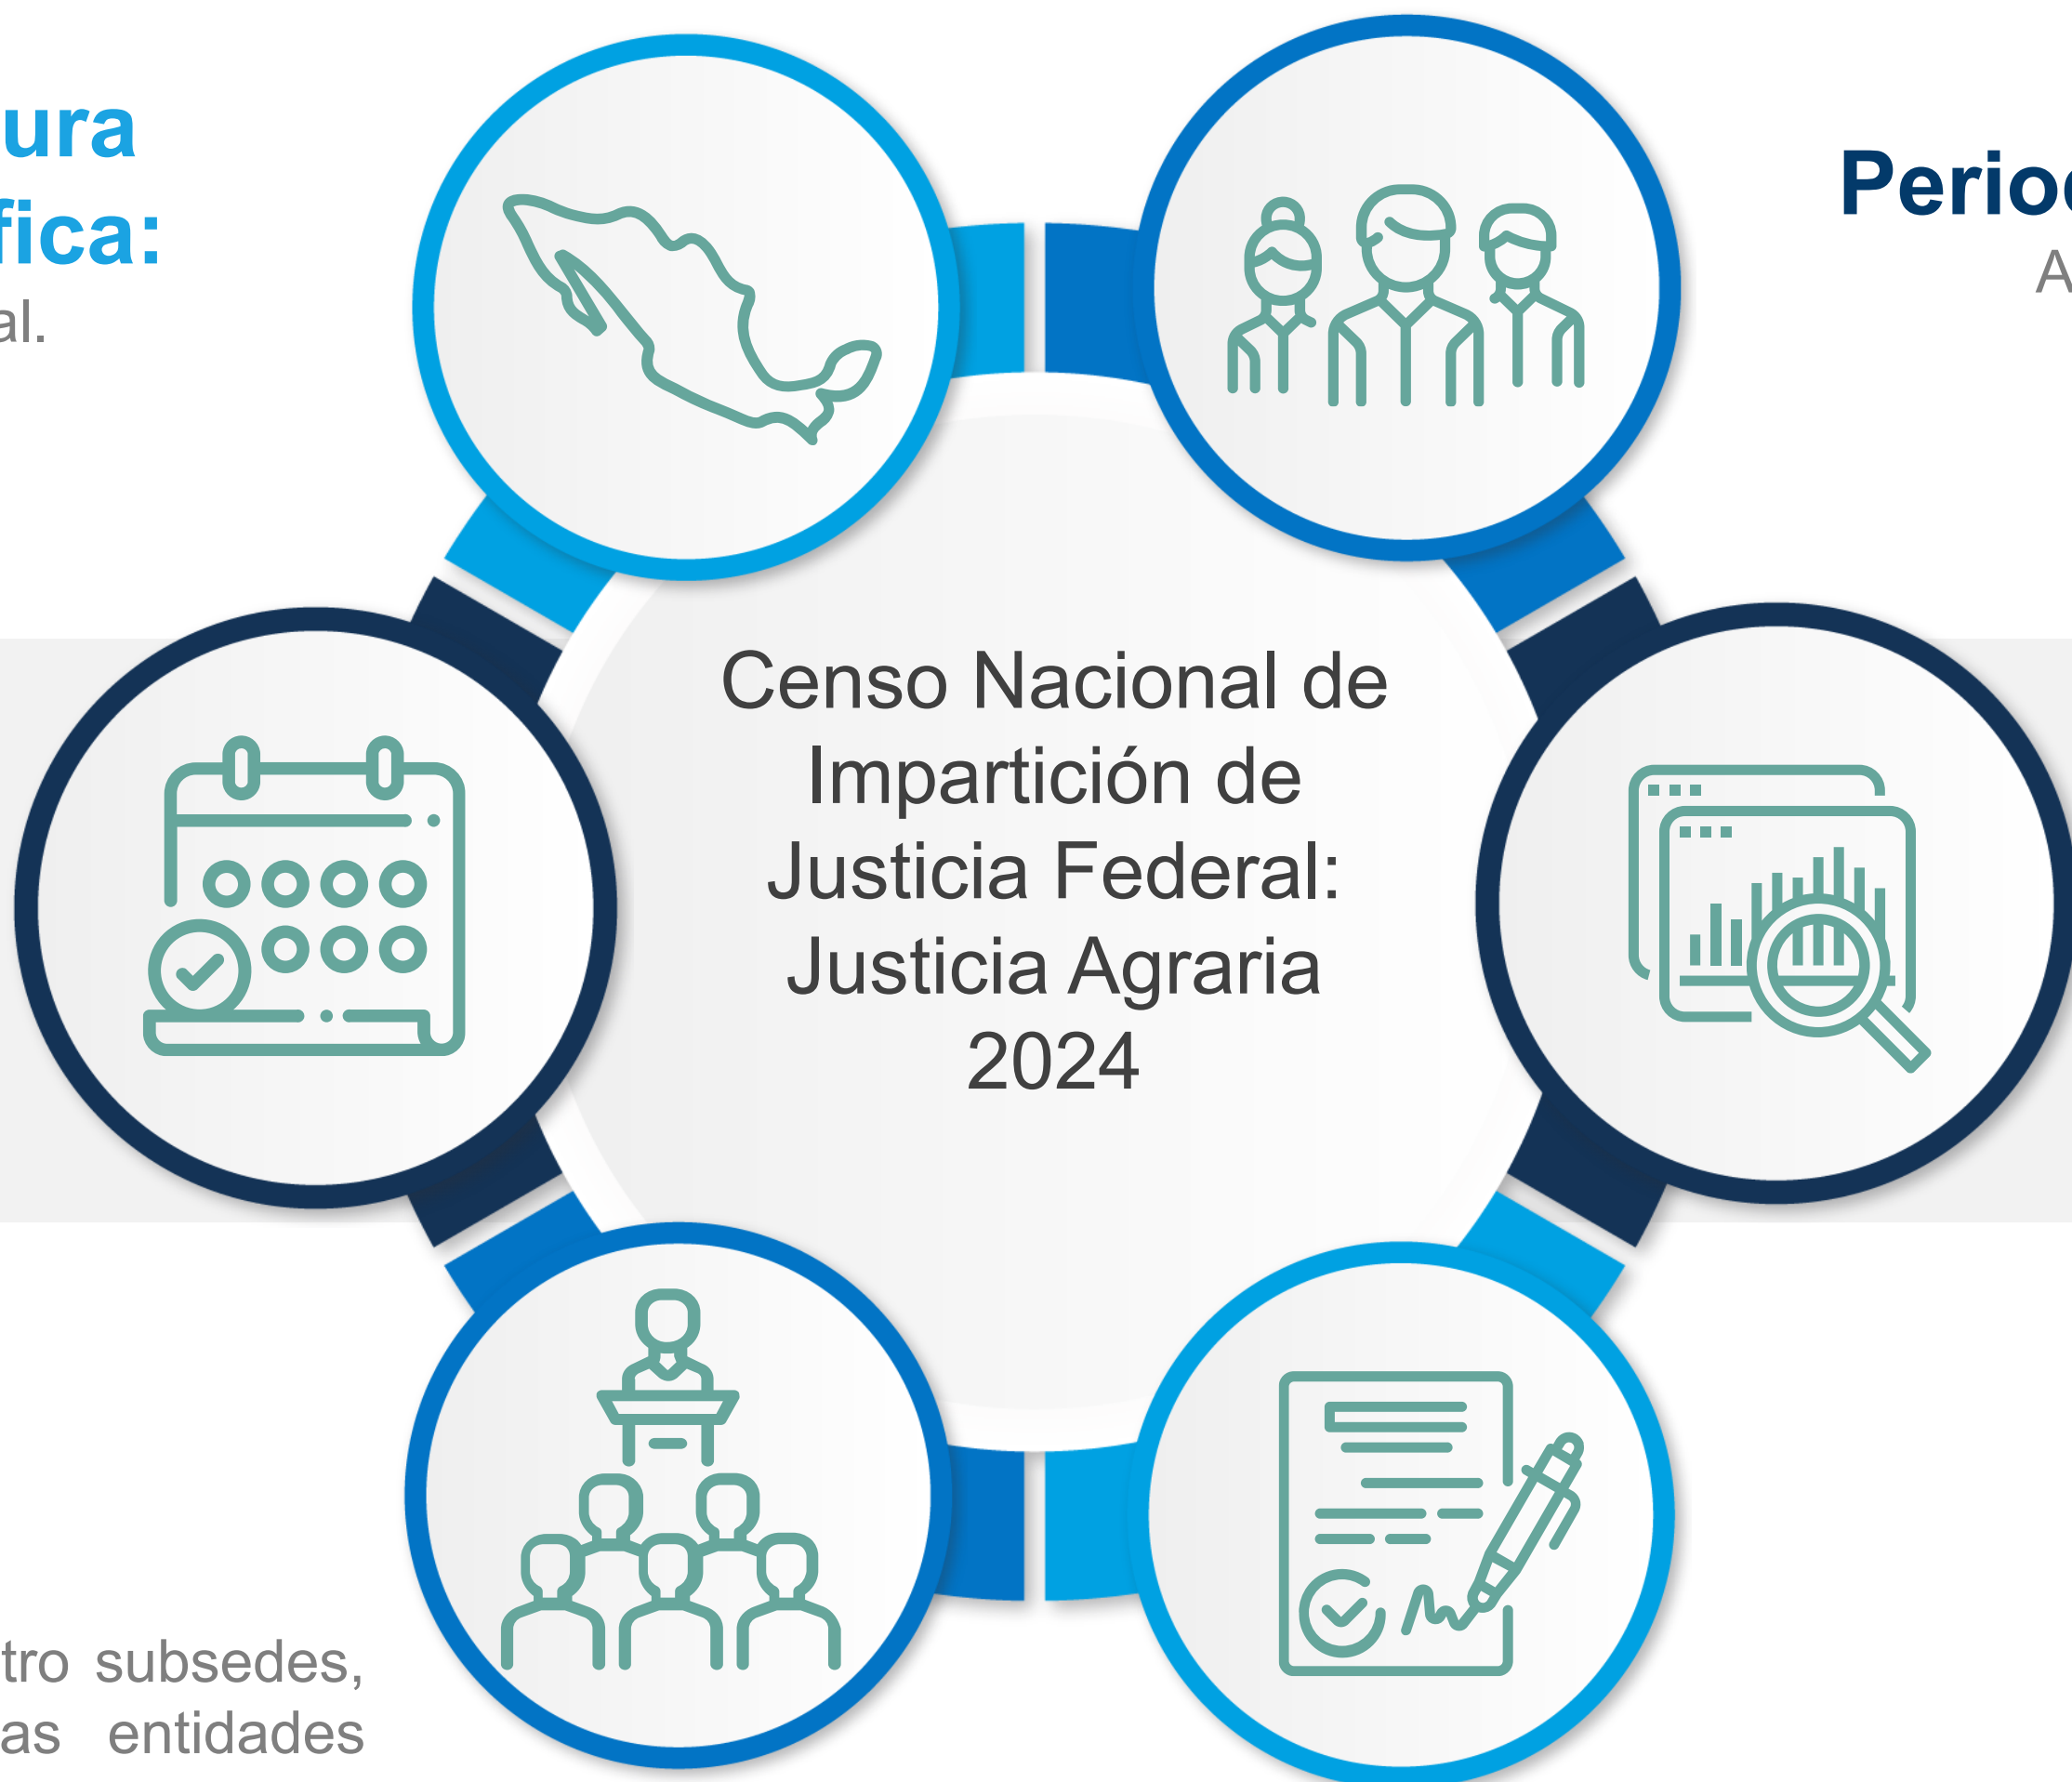 ura
fica:
al.
Perio
A
Censo Nacional de
Impartición de
Justicia Federal:
Justicia Agraria
2024
tro subsedes,
as entidades